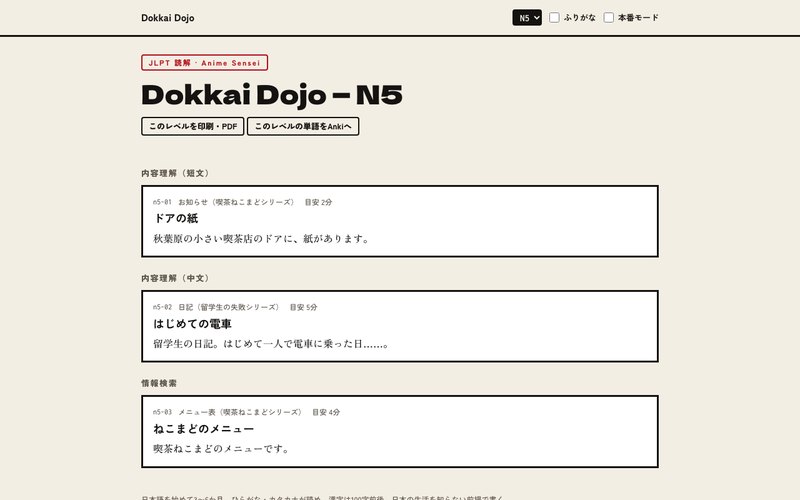 Dokkai Dojo
N5 ふりがな 本番モード
JLPT 読解 · Anime Sensei
Dokkai Dojo — N5
このレベルを印刷・PDF このレベルの単語をAnkiへ
内容理解（短文）
n5-01 お知らせ（喫茶ねこまどシリーズ） 目安 2分
ドアの紙
秋葉原の小さい喫茶店のドアに、紙があります。
内容理解（中文）
n5-02 日記（留学生の失敗シリーズ） 目安 5分
はじめての電車
留学生の日記。はじめて一人で電車に乗った日……。
情報検索
n5-03 メニュー表（喫茶ねこまどシリーズ） 目安 4分
ねこまどのメニュー
喫茶ねこまどのメニューです。